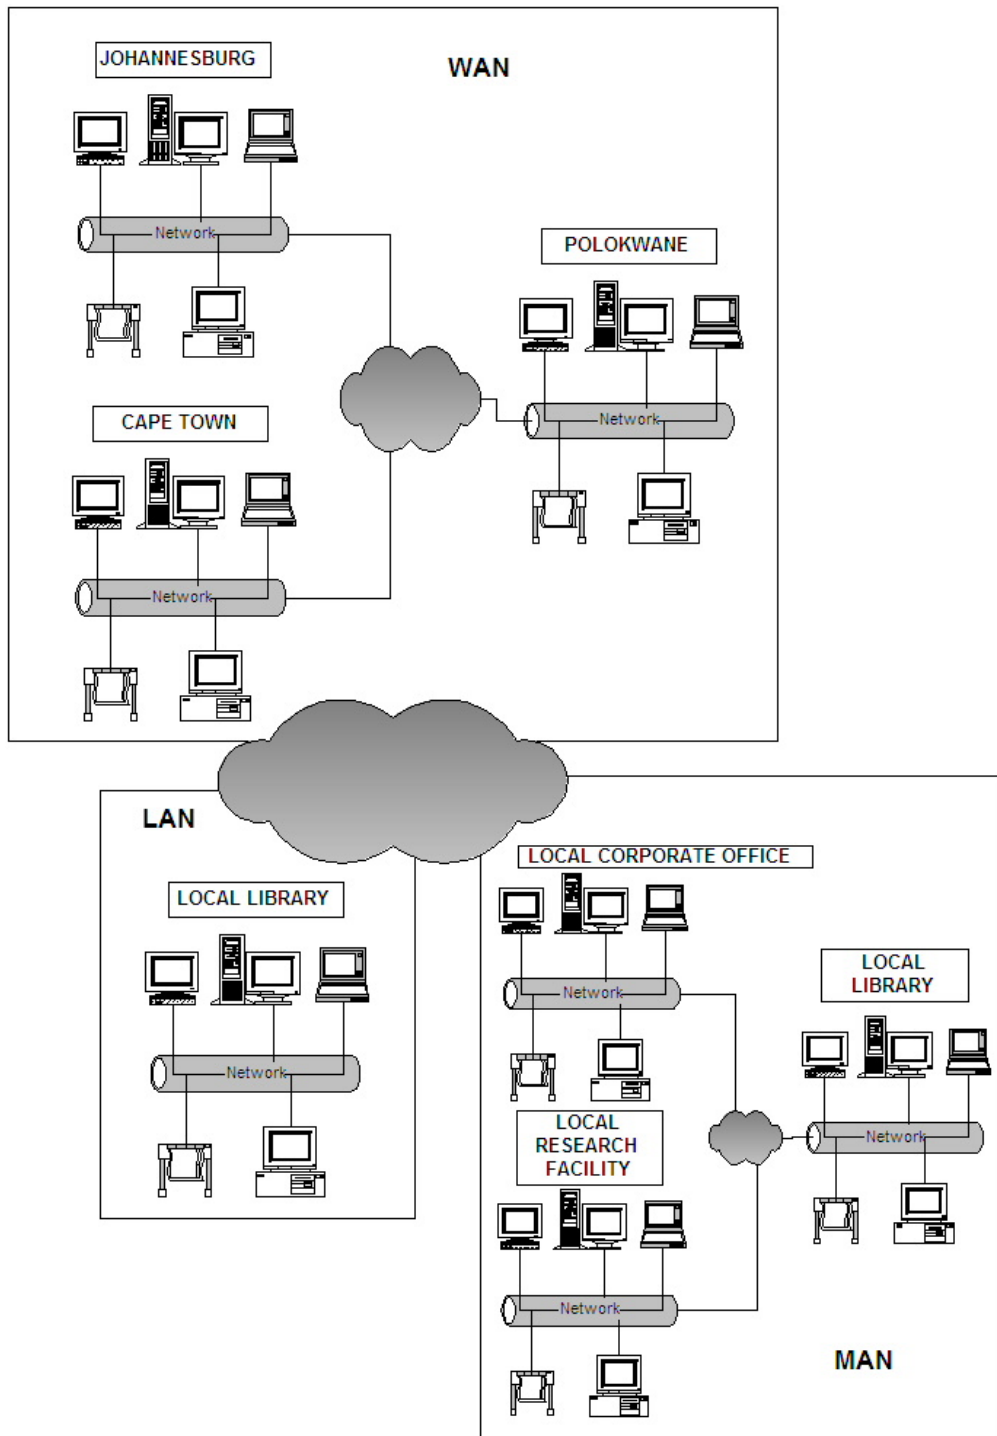 JOHANNESBURG
WAN
Network
POLOKWANE
Network
CAPE TOWN
Network
LAN
LOCAL LIBRARY
Network
LOCAL CORPORATE OFFICE
Network
LOCAL
LIBRARY
Network
LOCAL
RESEARCH
FACILITY
Network
MAN